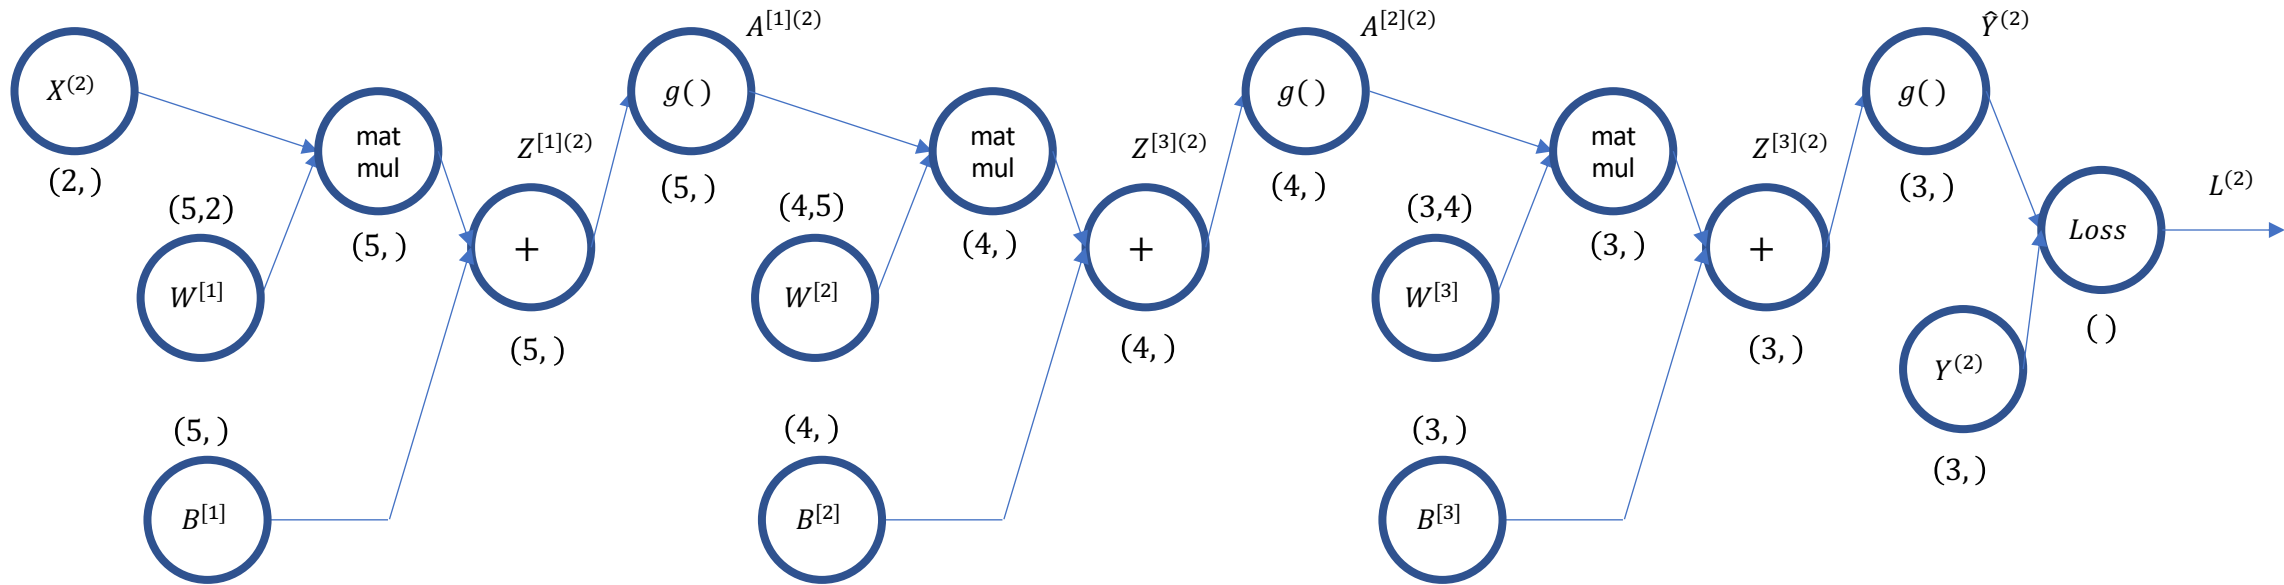 X^(2)
(2, )
(5,2)
W^[1]
(5, )
B^[1]
mat
mul
(5, )
Z^[1](2)
+
(5, )
A^[1](2)
g( )
(5, )
(4,5)
W^[2]
(4, )
B^[2]
mat
mul
(4, )
Z^[3](2)
+
(4, )
A^[2](2)
g( )
(4, )
(3,4)
W^[3]
(3, )
B^[3]
mat
mul
(3, )
Z^[3](2)
+
(3, )
Ŷ^(2)
g( )
(3, )
Y^(2)
(3, )
Loss
( )
L^(2)